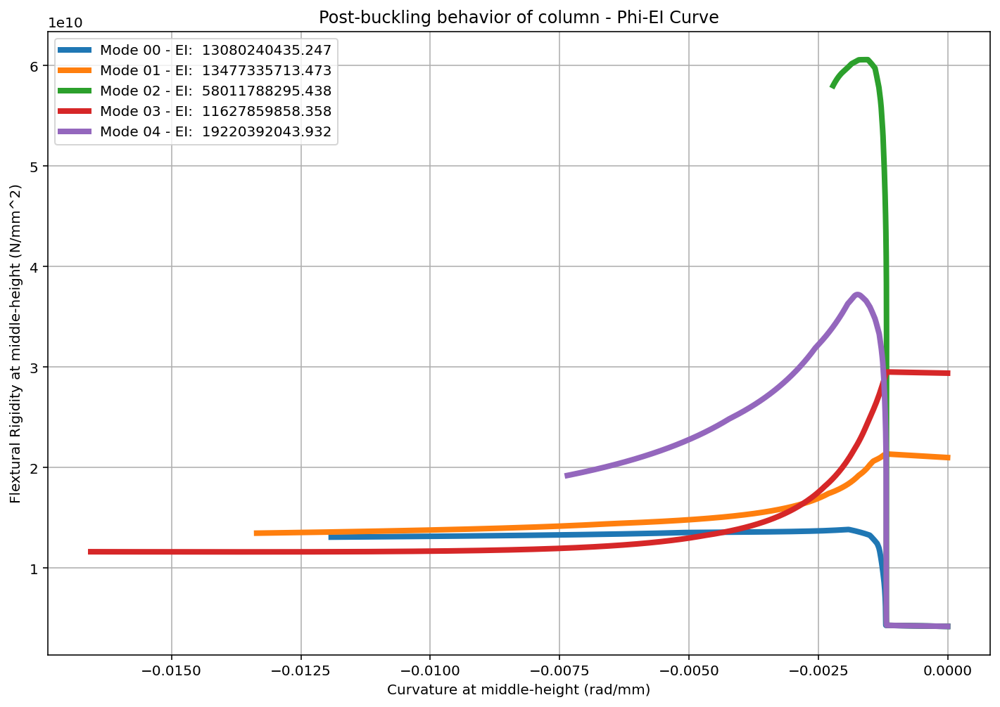 Post-buckling behavior of column - Phi-EI Curve
1e10
Mode 00 - EI:  13080240435.247
Mode 01 - EI:  13477335713.473
Mode 02 - EI:  58011788295.438
Mode 03 - EI:  11627859858.358
Mode 04 - EI:  19220392043.932
6
5
4
3
2
1
Flextural Rigidity at middle-height (N/mm^2)
−0.0150
−0.0125
−0.0100
−0.0075
−0.0050
−0.0025
0.0000
Curvature at middle-height (rad/mm)